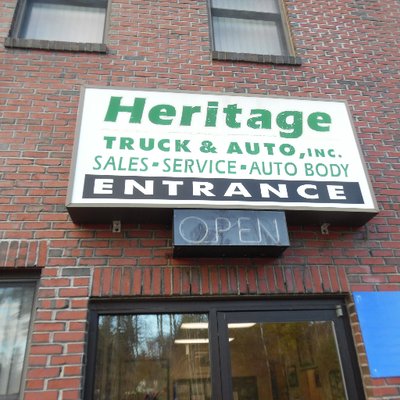 Heritage
TRUCK & AUTO, INC.
SALES • SERVICE • AUTO BODY
ENTRANCE
OPEN